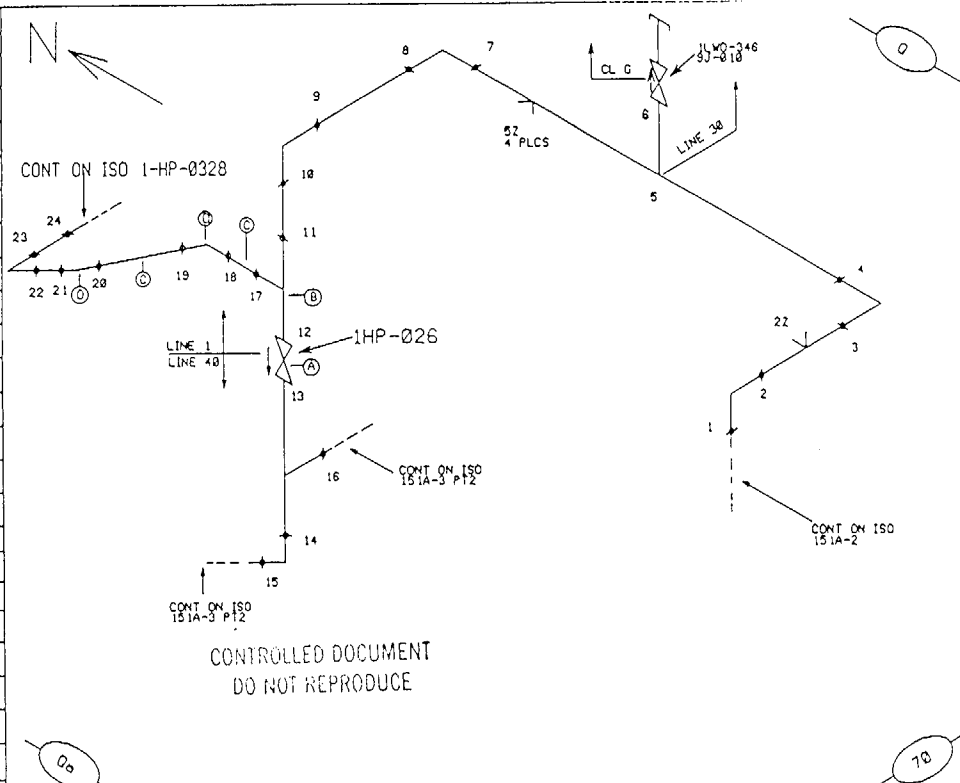 N
8
7
1LWD-346
9J-010
CL G
9
6
5Z
4 PLCS
LINE 30
CONT ON ISO 1-HP-0328
10
5
24
23
11
D
C
4
22
21
20
D
C
19
18
17
B
12
2Z
3
LINE 1
LINE 40
1HP-026
A
13
2
1
16
CONT ON ISO
151A-3 PT2
14
15
CONT ON ISO
151A-2
CONT ON ISO
151A-3 PT2
CONTROLLED DOCUMENT
DO NOT REPRODUCE
70